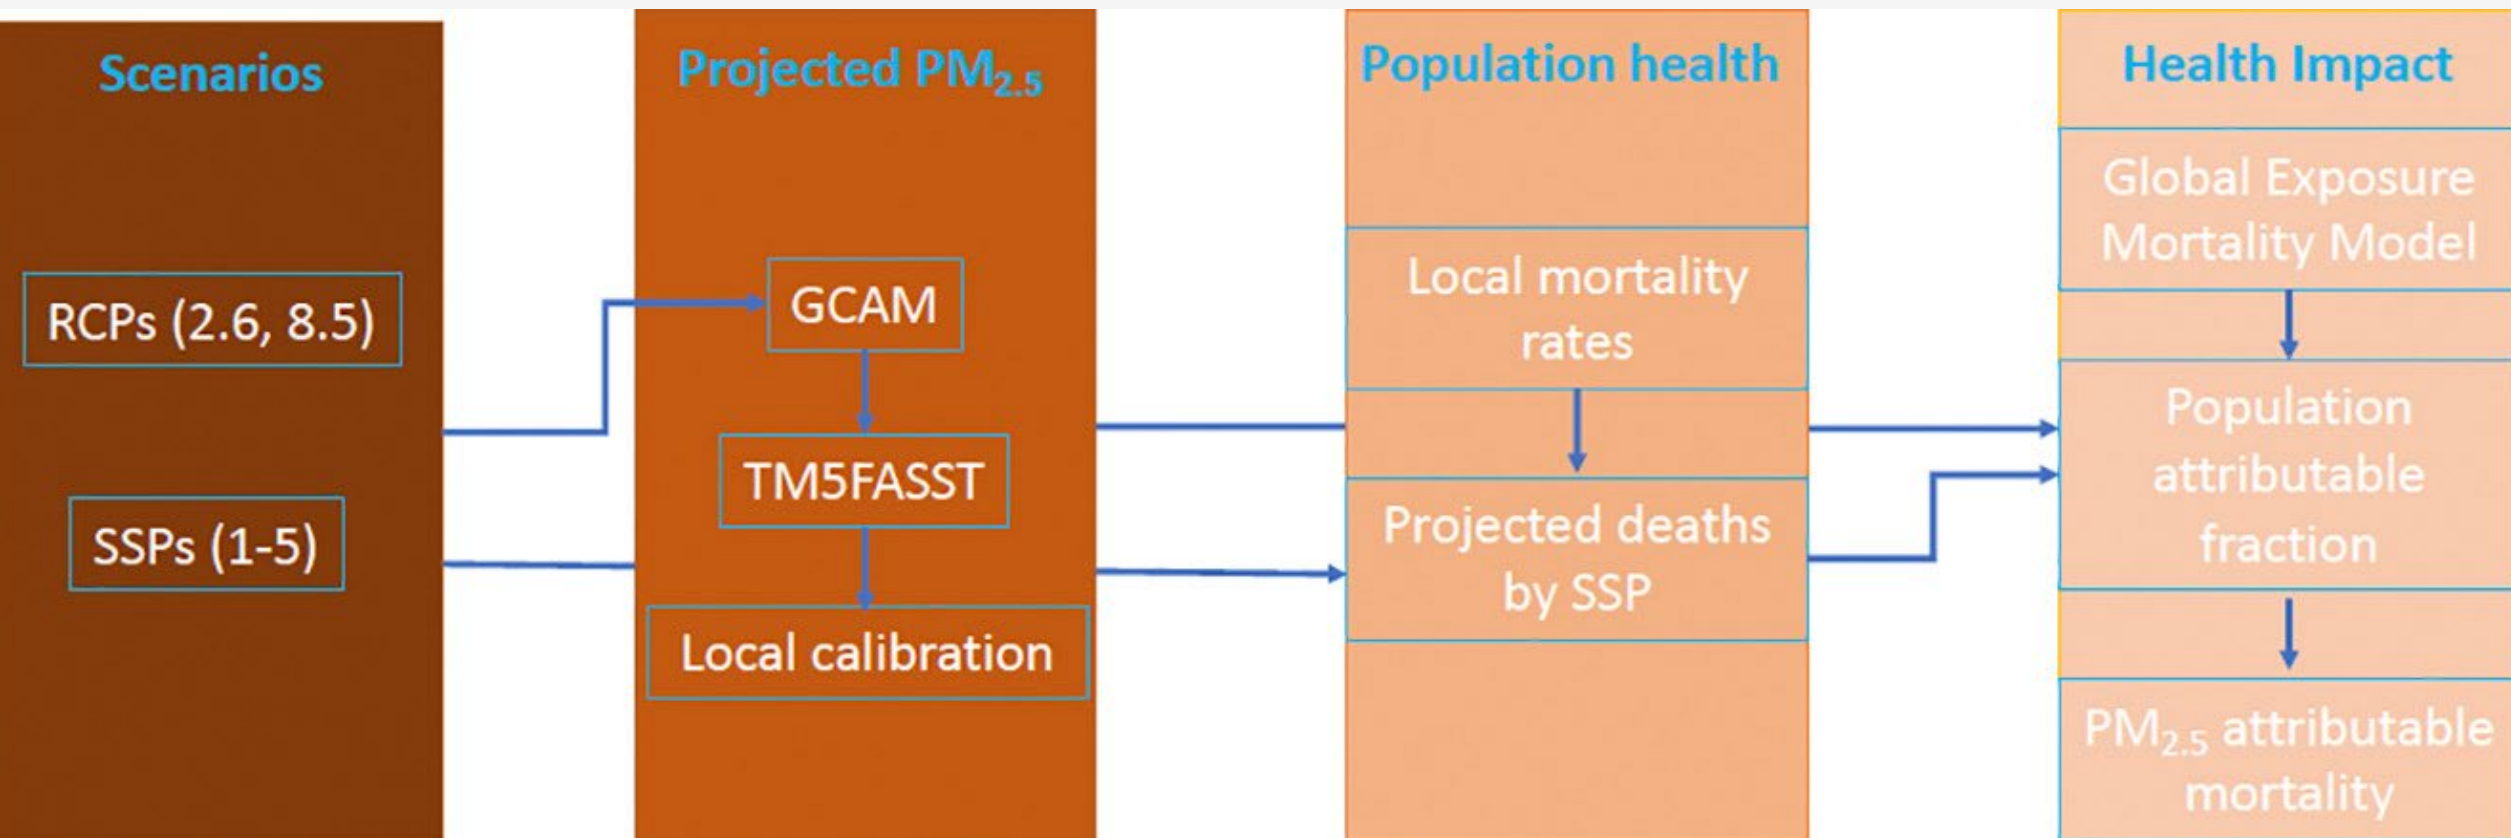 Scenarios
RCPs (2.6, 8.5)
SSPs (1-5)
Projected PM2.5
GCAM
TM5FASST
Local calibration
Population health
Local mortality
rates
Projected deaths
by SSP
Health Impact
Global Exposure
Mortality Model
Population
attributable
fraction
PM2.5 attributable
mortality